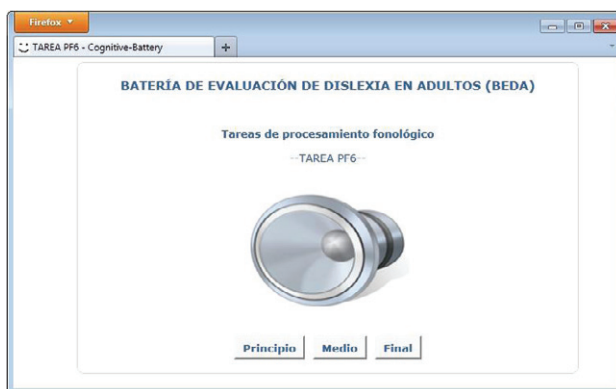 Firefox
TAREA PF6 - Cognitive-Battery
BATERÍA DE EVALUACIÓN DE DISLEXIA EN ADULTOS (BEDA)
Tareas de procesamiento fonológico
--TAREA PF6--
Principio Medio Final